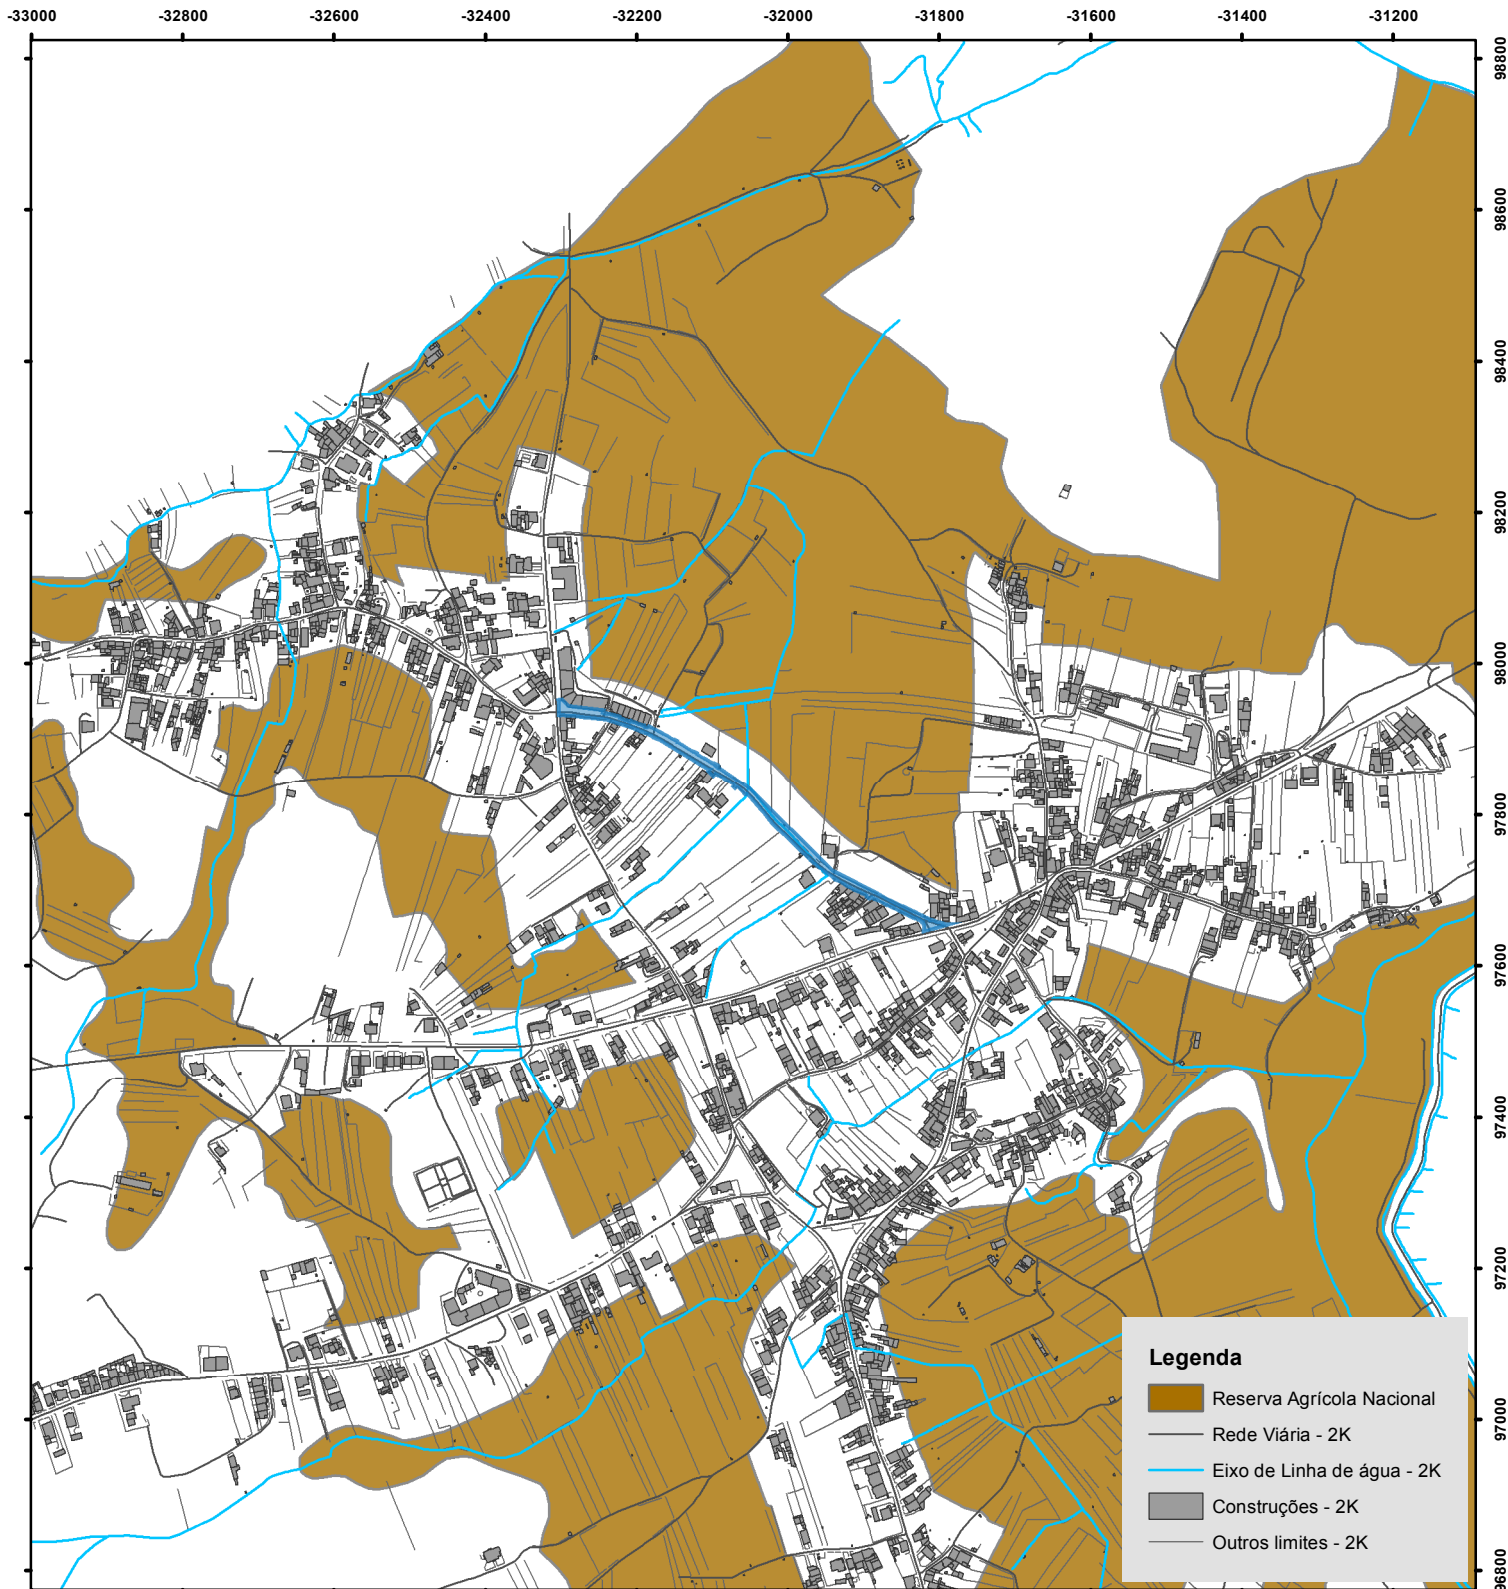 -33000 -32800 -32600 -32400 -32200 -32000 -31800 -31600 -31400 -31200
98800
98600
98400
98200
98000
97800
97600
97400
97200
97000
Legenda
Reserva Agrícola Nacional
Rede Viária - 2K
Eixo de Linha de água - 2K
Construções - 2K
Outros limites - 2K